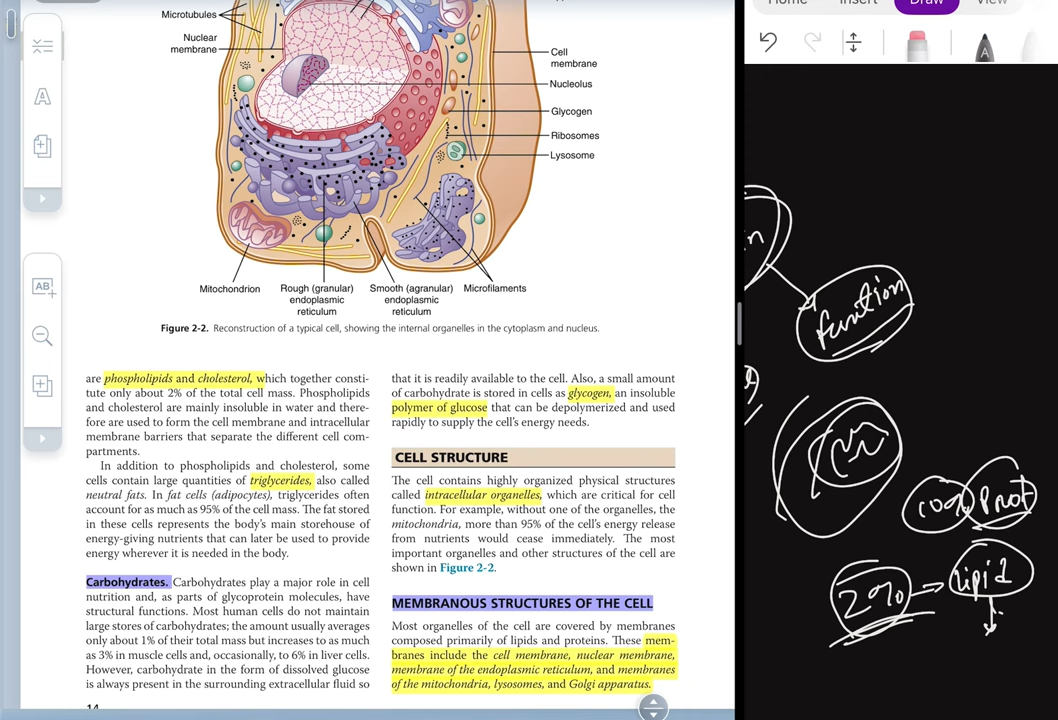 Home Insert Draw View
A
A
AB
Microtubules
Nuclear
membrane
Cell
membrane
Nucleolus
Glycogen
Ribosomes
Lysosome
Mitochondrion
Rough (granular)
endoplasmic
reticulum
Smooth (agranular)
endoplasmic
reticulum
Microfilaments
Figure 2-2. Reconstruction of a typical cell, showing the internal organelles in the cytoplasm and nucleus.
are phospholipids and cholesterol, which together consti-
tute only about 2% of the total cell mass. Phospholipids
and cholesterol are mainly insoluble in water and there-
fore are used to form the cell membrane and intracellular
membrane barriers that separate the different cell com-
partments.
In addition to phospholipids and cholesterol, some
cells contain large quantities of triglycerides, also called
neutral fats. In fat cells (adipocytes), triglycerides often
account for as much as 95% of the cell mass. The fat stored
in these cells represents the body's main storehouse of
energy-giving nutrients that can later be used to provide
energy wherever it is needed in the body.
Carbohydrates. Carbohydrates play a major role in cell
nutrition and, as parts of glycoprotein molecules, have
structural functions. Most human cells do not maintain
large stores of carbohydrates; the amount usually averages
only about 1% of their total mass but increases to as much
as 3% in muscle cells and, occasionally, to 6% in liver cells.
However, carbohydrate in the form of dissolved glucose
is always present in the surrounding extracellular fluid so
14
that it is readily available to the cell. Also, a small amount
of carbohydrate is stored in cells as glycogen, an insoluble
polymer of glucose that can be depolymerized and used
rapidly to supply the cell's energy needs.
CELL STRUCTURE
The cell contains highly organized physical structures
called intracellular organelles, which are critical for cell
function. For example, without one of the organelles, the
mitochondria, more than 95% of the cell's energy release
from nutrients would cease immediately. The most
important organelles and other structures of the cell are
shown in Figure 2-2.
MEMBRANOUS STRUCTURES OF THE CELL
Most organelles of the cell are covered by membranes
composed primarily of lipids and proteins. These mem-
branes include the cell membrane, nuclear membrane,
membrane of the endoplasmic reticulum, and membranes
of the mitochondria, lysosomes, and Golgi apparatus.
function
Prot
2% lipid